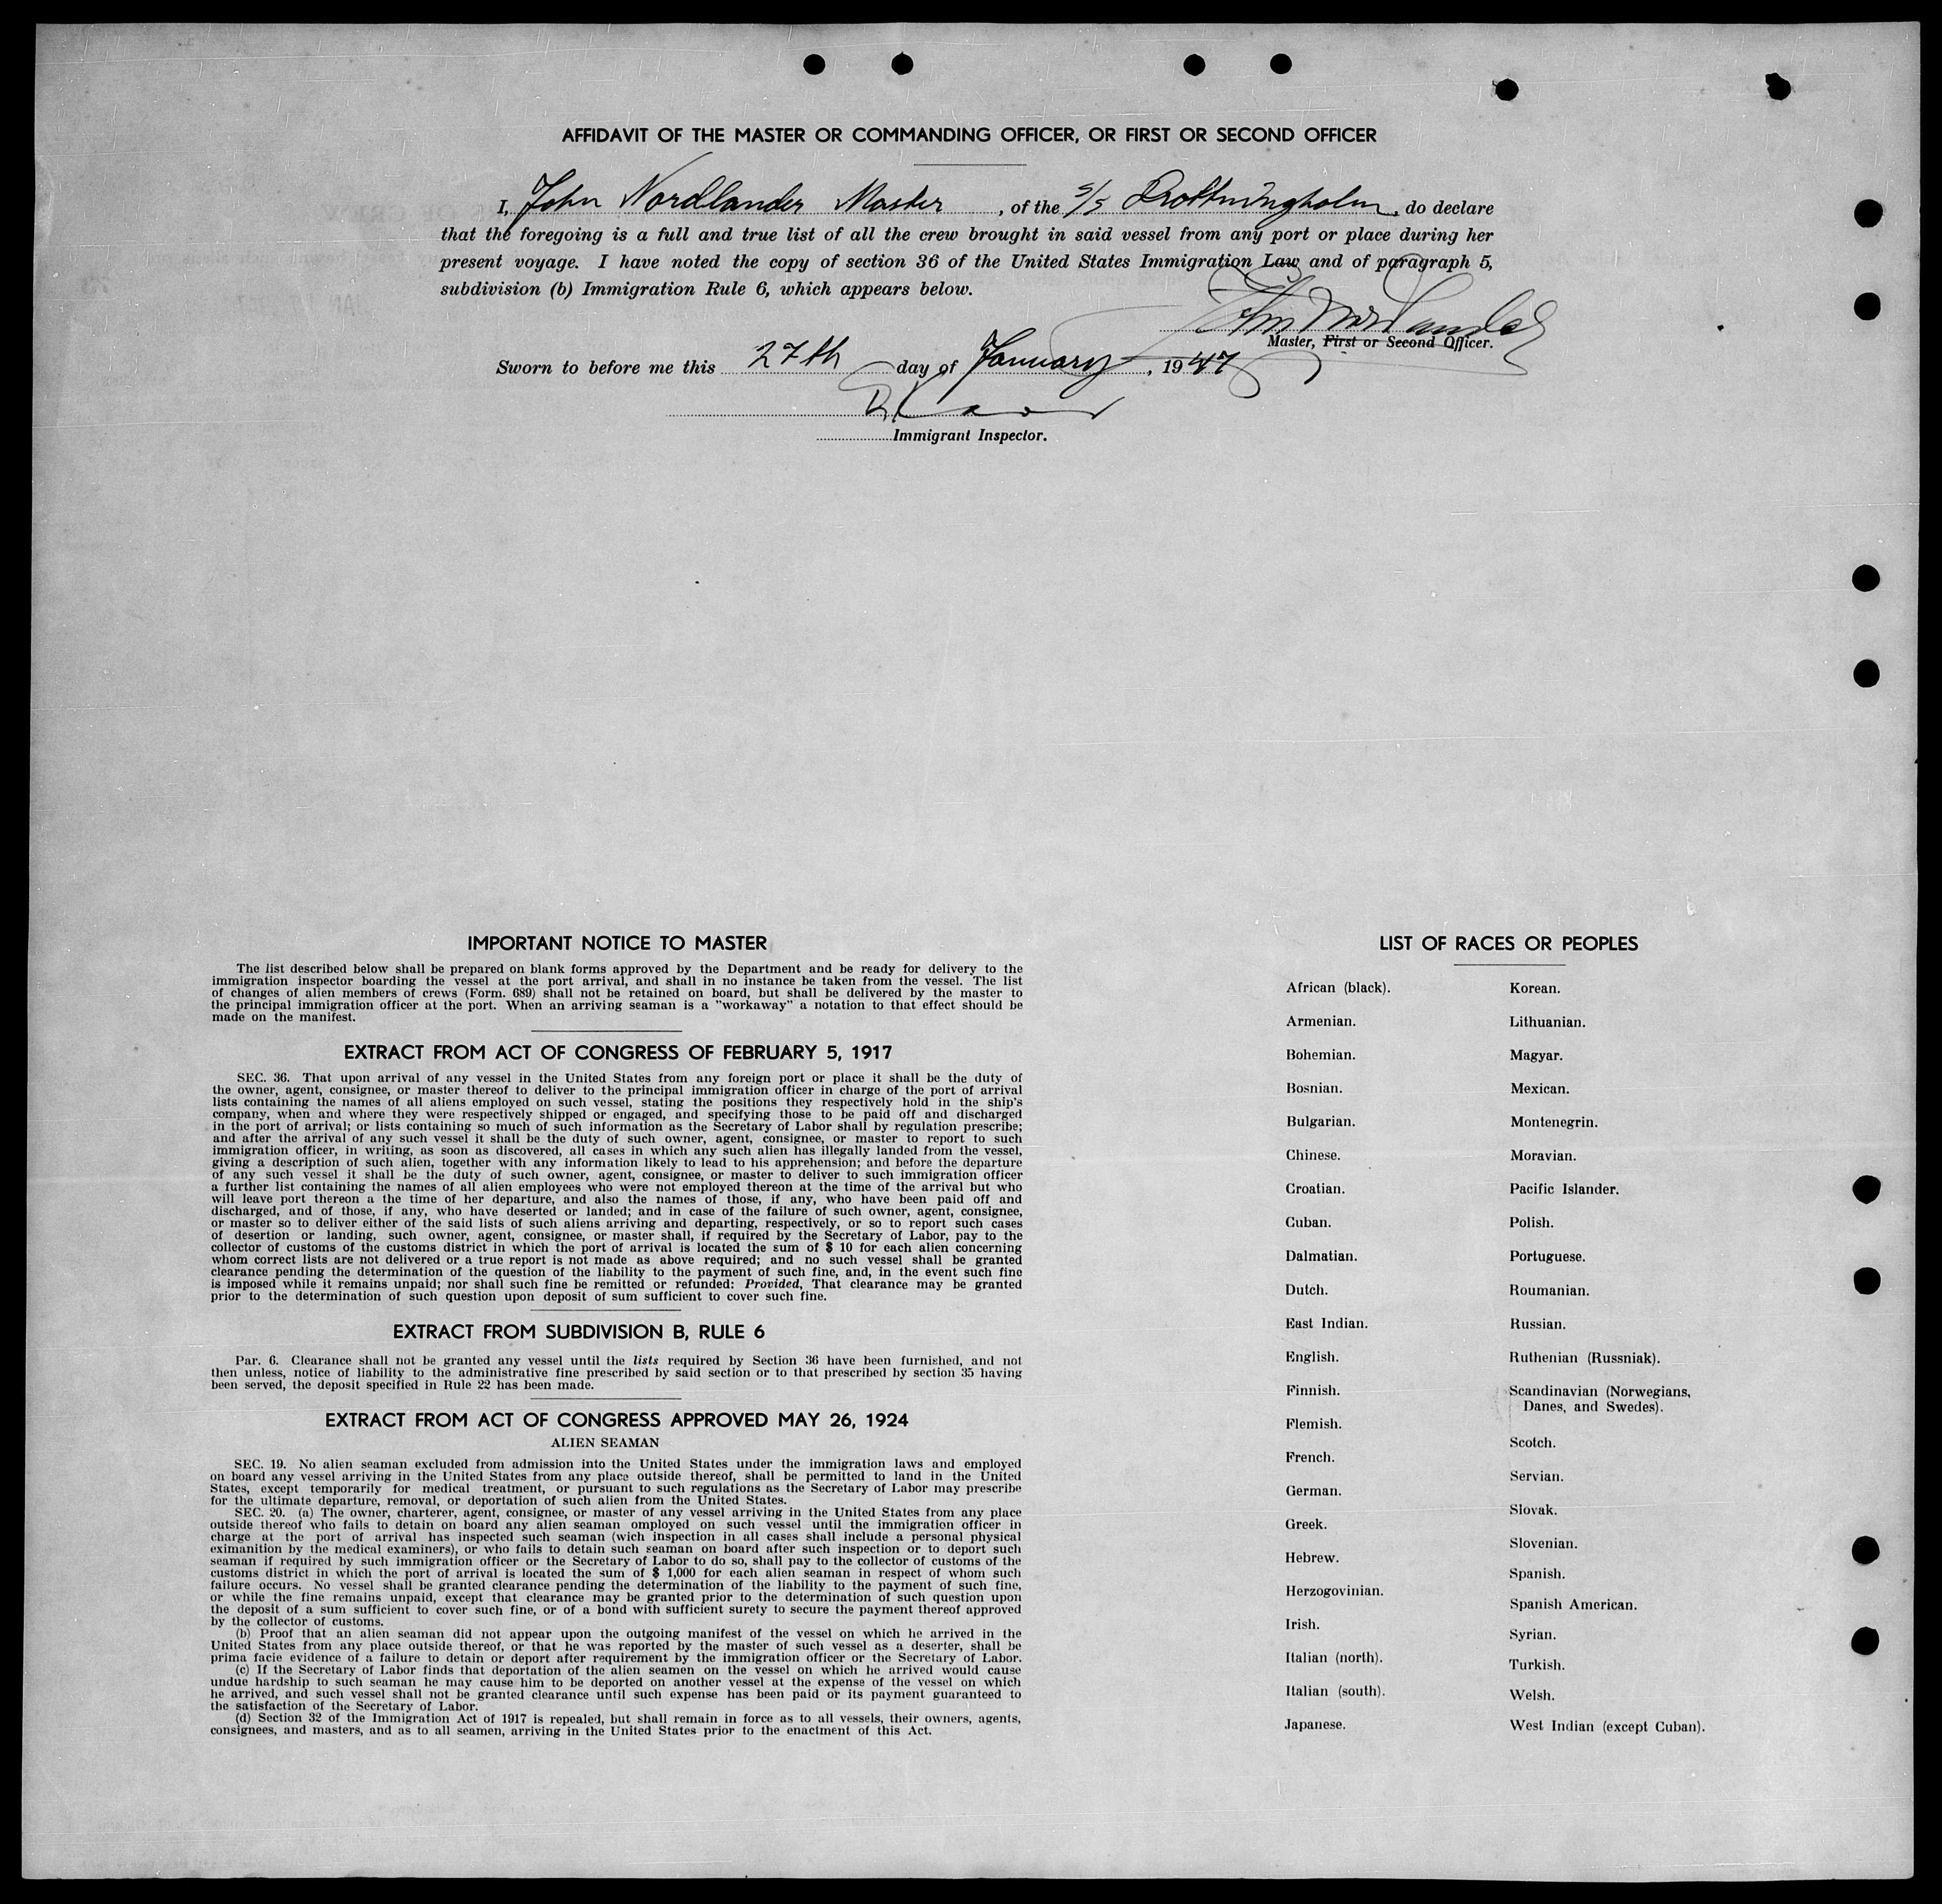 AFFIDAVIT OF THE MASTER OR COMMANDING OFFICER, OR FIRST OR SECOND OFFICER
I, John Nordlander Master, of the s/s Drottningholm, do declare
that the foregoing is a full and true list of all the crew brought in said vessel from any port or place during her
present voyage. I have noted the copy of section 36 of the United States Immigration Law and of paragraph 5,
subdivision (b) Immigration Rule 6, which appears below.
John Nordlander
Master, First or Second Officer.
Sworn to before me this 27th day of January, 1947
Immigrant Inspector.
IMPORTANT NOTICE TO MASTER
The list described below shall be prepared on blank forms approved by the Department and be ready for delivery to the
immigration inspector boarding the vessel at the port arrival, and shall in no instance be taken from the vessel. The list
of changes of alien members of crews (Form. 689) shall not be retained on board, but shall be delivered by the master to
the principal immigration officer at the port. When an arriving seaman is a "workaway" a notation to that effect should be
made on the manifest.
EXTRACT FROM ACT OF CONGRESS OF FEBRUARY 5, 1917
SEC. 36. That upon arrival of any vessel in the United States from any foreign port or place it shall be the duty of
the owner, agent, consignee, or master thereof to deliver to the principal immigration officer in charge of the port of arrival
lists containing the names of all aliens employed on such vessel, stating the positions they respectively hold in the ship's
company, when and where they were respectively shipped or engaged, and specifying those to be paid off and discharged
in the port of arrival; or lists containing so much of such information as the Secretary of Labor shall by regulation prescribe;
and after the arrival of any such vessel it shall be the duty of such owner, agent, consignee, or master to report to such
immigration officer, in writing, as soon as discovered, all cases in which any such alien has illegally landed from the vessel,
giving a description of such alien, together with any information likely to lead to his apprehension; and before the departure
of any such vessel it shall be the duty of such owner, agent, consignee, or master to deliver to such immigration officer
a further list containing the names of all alien employees who were not employed thereon at the time of the arrival but who
will leave port thereon a the time of her departure, and also the names of those, if any, who have been paid off and
discharged, and of those, if any, who have deserted or landed; and in case of the failure of such owner, agent, consignee,
or master so to deliver either of the said lists of such aliens arriving and departing, respectively, or so to report such cases
of desertion or landing, such owner, agent, consignee, or master shall, if required by the Secretary of Labor, pay to the
collector of customs of the customs district in which the port of arrival is located the sum of $ 10 for each alien concerning
whom correct lists are not delivered or a true report is not made as above required; and no such vessel shall be granted
clearance pending the determination of the question of the liability to the payment of such fine, and, in the event such fine
is imposed while it remains unpaid; nor shall such fine be remitted or refunded: Provided, That clearance may be granted
prior to the determination of such question upon deposit of sum sufficient to cover such fine.
EXTRACT FROM SUBDIVISION B, RULE 6
Par. 6. Clearance shall not be granted any vessel until the lists required by Section 36 have been furnished, and not
then unless, notice of liability to the administrative fine prescribed by said section or to that prescribed by section 35 having
been served, the deposit specified in Rule 22 has been made.
EXTRACT FROM ACT OF CONGRESS APPROVED MAY 26, 1924
ALIEN SEAMAN
SEC. 19. No alien seaman excluded from admission into the United States under the immigration laws and employed
on board any vessel arriving in the United States from any place outside thereof, shall be permitted to land in the United
States, except temporarily for medical treatment, or pursuant to such regulations as the Secretary of Labor may prescribe
for the ultimate departure, removal, or deportation of such alien from the United States.
SEC. 20. (a) The owner, charterer, agent, consignee, or master of any vessel arriving in the United States from any place
outside thereof who fails to detain on board any alien seaman omployed on such vessel until the immigration officer in
charge at the port of arrival has inspected such seaman (wich inspection in all cases shall include a personal physical
eximanition by the medical examiners), or who fails to detain such seaman on board after such inspection or to deport such
seaman if required by such immigration officer or the Secretary of Labor to do so, shall pay to the collector of customs of the
customs district in which the port of arrival is located the sum of $ 1,000 for each alien seaman in respect of whom such
failure occurs. No vessel shall be granted clearance pending the determination of the liability to the payment of such fine,
or while the fine remains unpaid, except that clearance may be granted prior to the determination of such question upon
the deposit of a sum sufficient to cover such fine, or of a bond with sufficient surety to secure the payment thereof approved
by the collector of customs.
(b) Proof that an alien seaman did not appear upon the outgoing manifest of the vessel on which he arrived in the
United States from any place outside thereof, or that he was reported by the master of such vessel as a deserter, shall be
prima facie evidence of a failure to detain or deport after requirement by the immigration officer or the Secretary of Labor.
(c) If the Secretary of Labor finds that deportation of the alien seamen on the vessel on which he arrived would cause
undue hardship to such seaman he may cause him to be deported on another vessel at the expense of the vessel on which
he arrived, and such vessel shall not be granted clearance until such expense has been paid or its payment guaranteed to
the satisfaction of the Secretary of Labor.
(d) Section 32 of the Immigration Act of 1917 is repealed, but shall remain in force as to all vessels, their owners, agents,
consignees, and masters, and as to all seamen, arriving in the United States prior to the enactment of this Act.
LIST OF RACES OR PEOPLES
African (black).
Armenian.
Bohemian.
Bosnian.
Bulgarian.
Chinese.
Croatian.
Cuban.
Dalmatian.
Dutch.
East Indian.
English.
Finnish.
Flemish.
French.
German.
Greek.
Hebrew.
Herzogovinian.
Irish.
Italian (north).
Italian (south).
Japanese.
Korean.
Lithuanian.
Magyar.
Mexican.
Montenegrin.
Moravian.
Pacific Islander.
Polish.
Portuguese.
Roumanian.
Russian.
Ruthenian (Russniak).
Scandinavian (Norwegians,
Danes, and Swedes).
Scotch.
Servian.
Slovak.
Slovenian.
Spanish.
Spanish American.
Syrian.
Turkish.
Welsh.
West Indian (except Cuban).